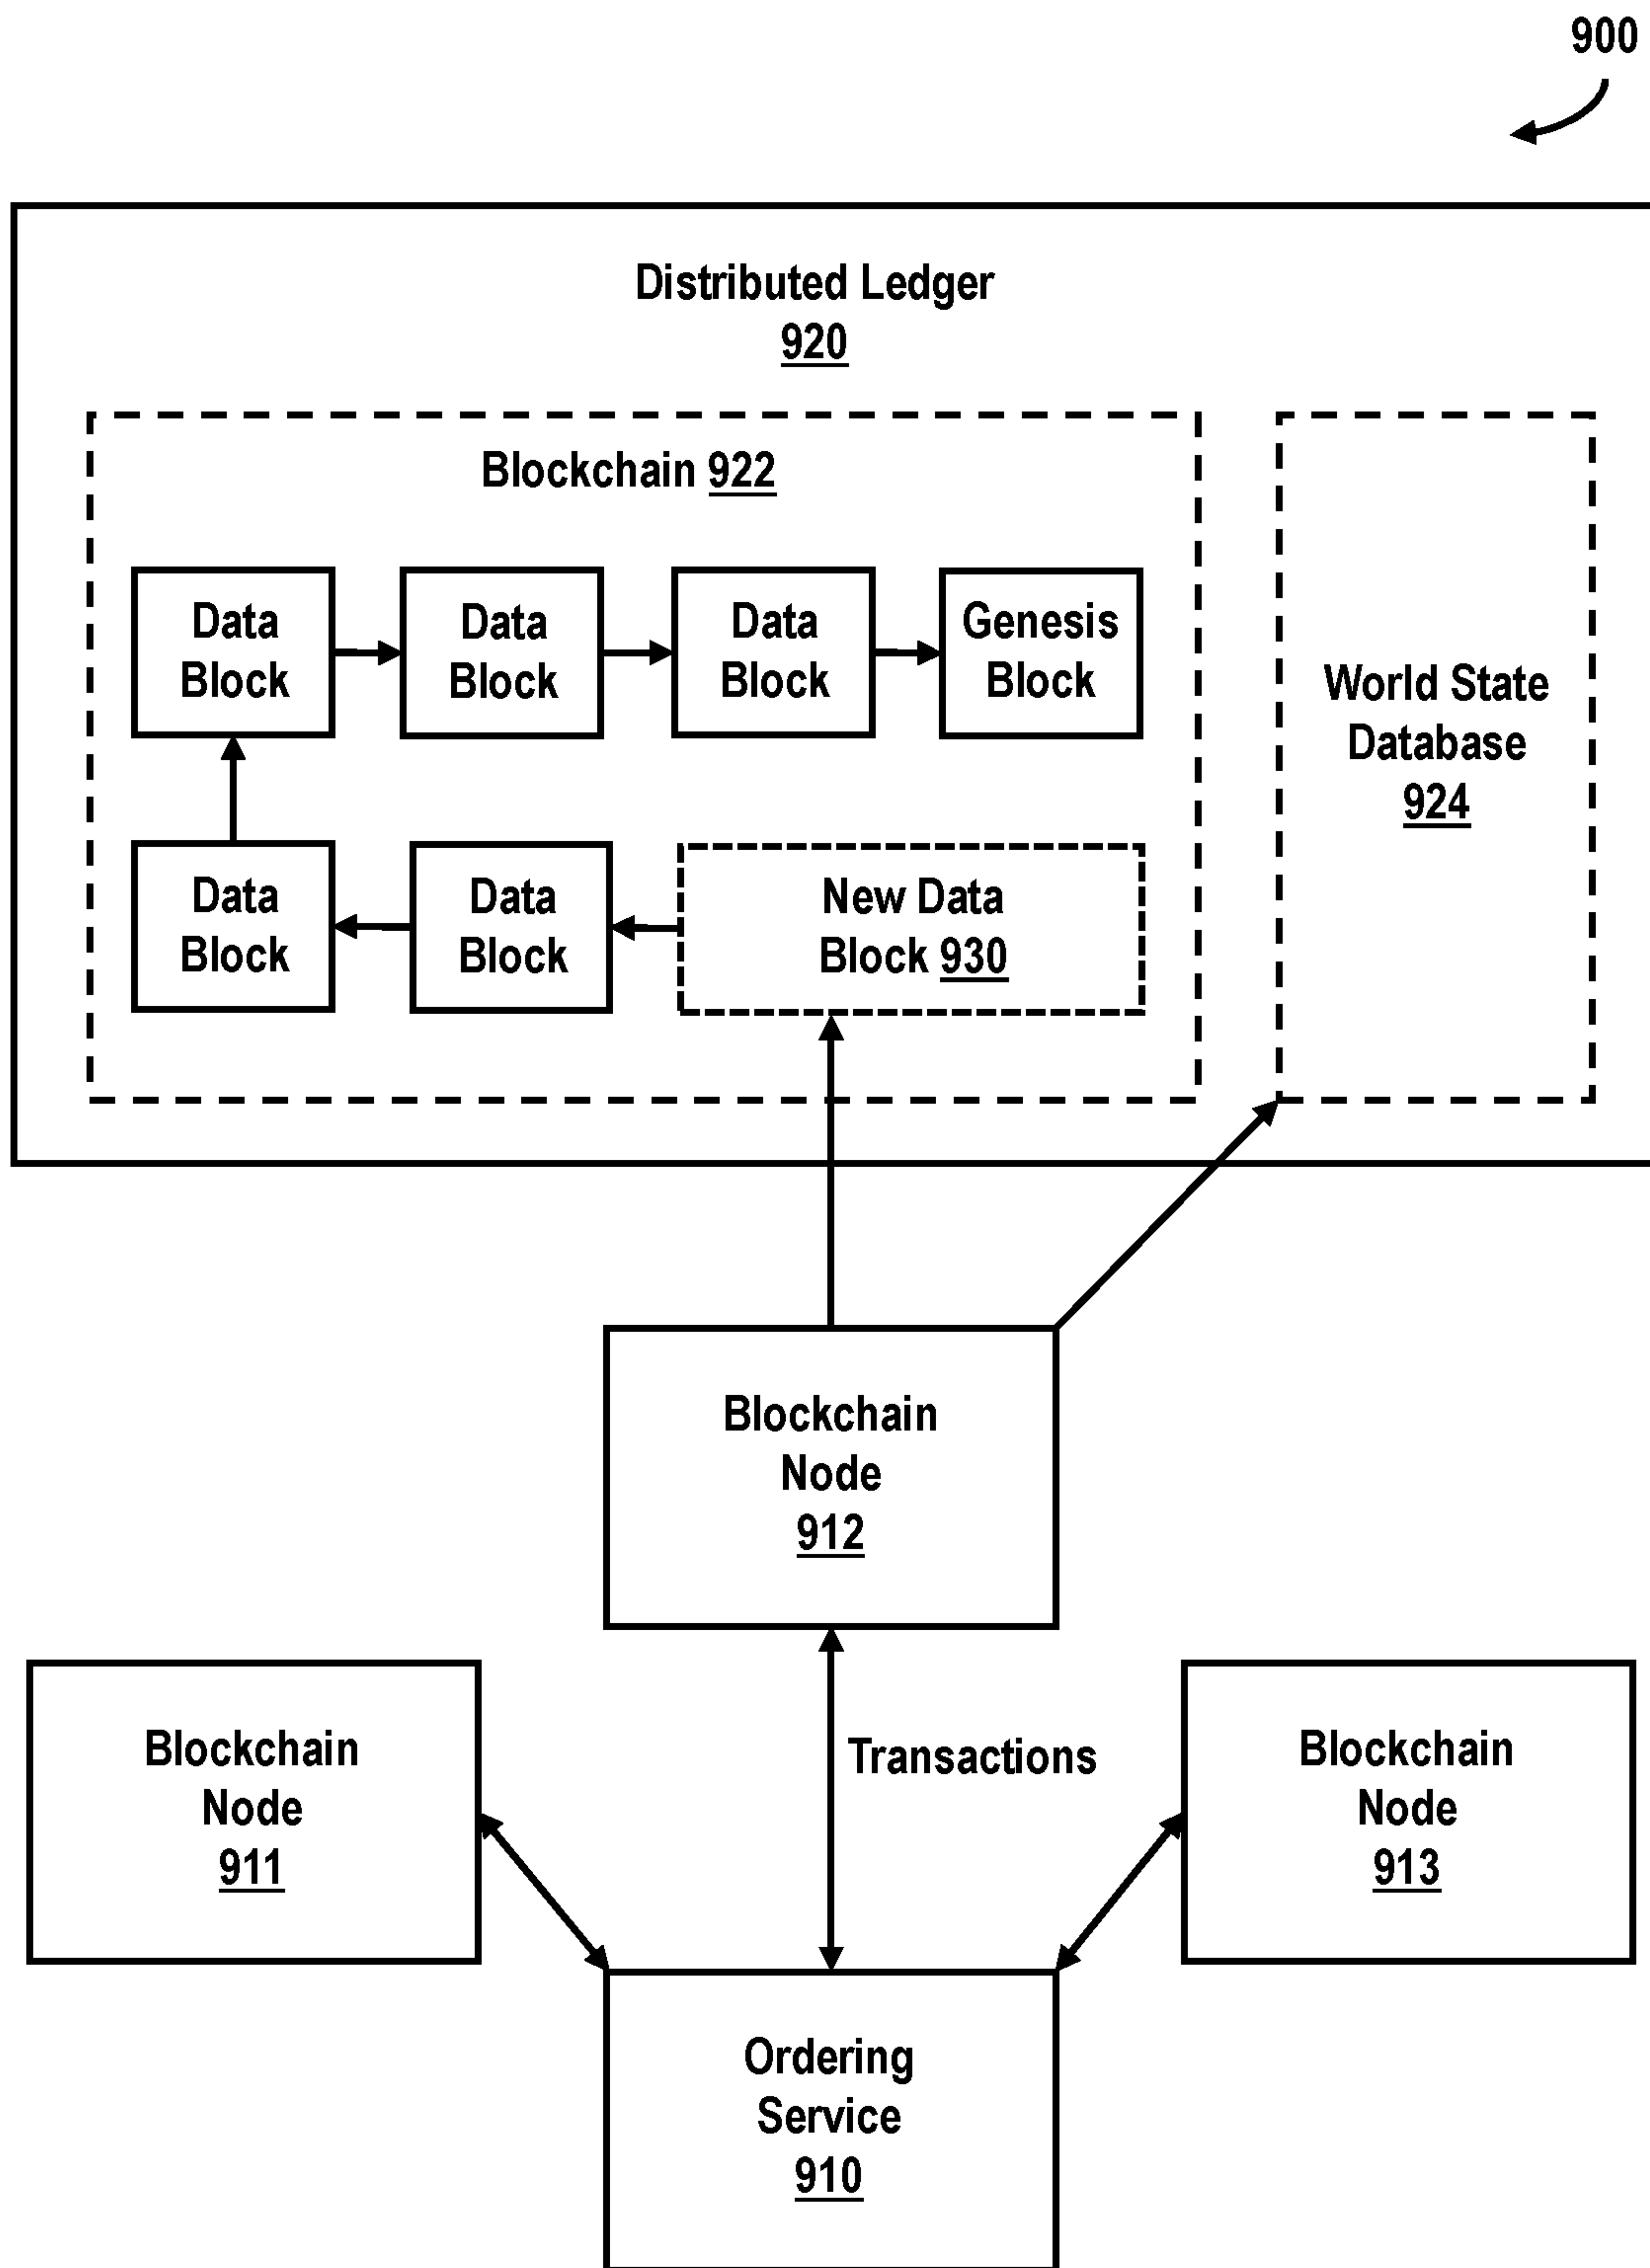 900
Distributed Ledger
920
Blockchain 922
Data
Block
Data
Block
Data
Block
Genesis
Block
World State
Database
924
Data
Block
Data
Block
New Data
Block 930
Blockchain
Node
912
Blockchain
Node
911
Transactions
Blockchain
Node
913
Ordering
Service
910